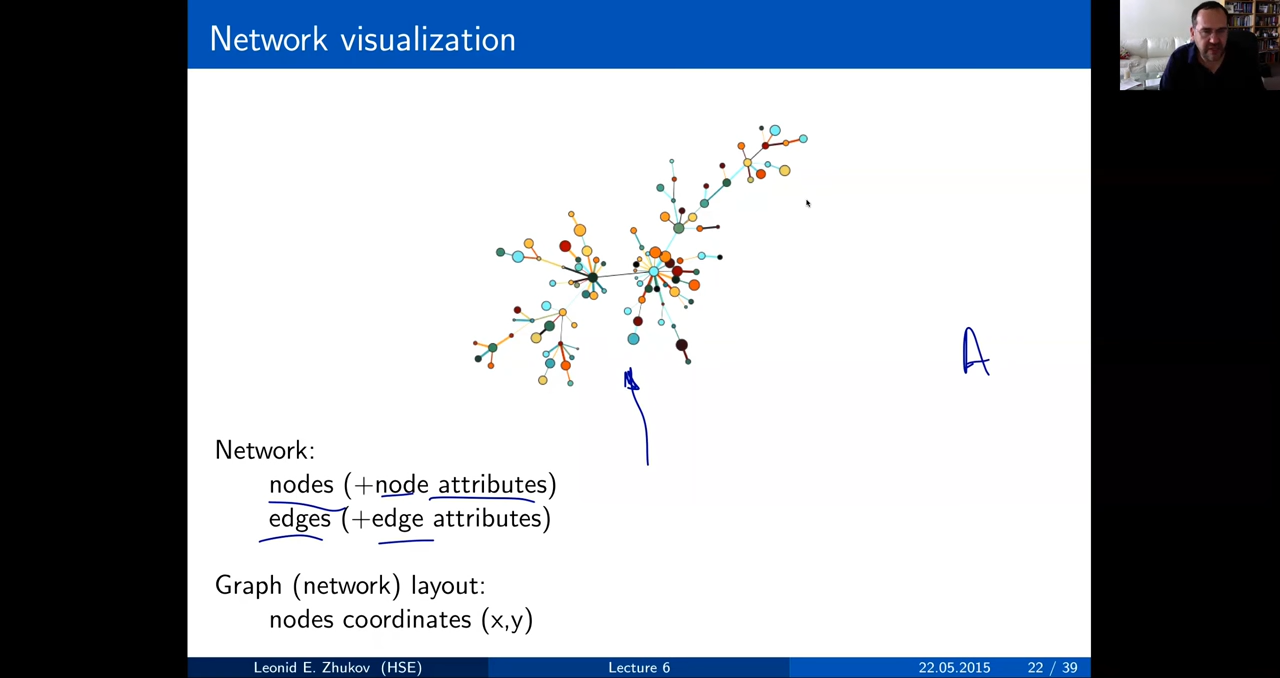 Network visualization
A
Network:
nodes (+node attributes)
edges (+edge attributes)
Graph (network) layout:
nodes coordinates (x,y)
Leonid E. Zhukov (HSE) Lecture 6 22.05.2015 22 / 39